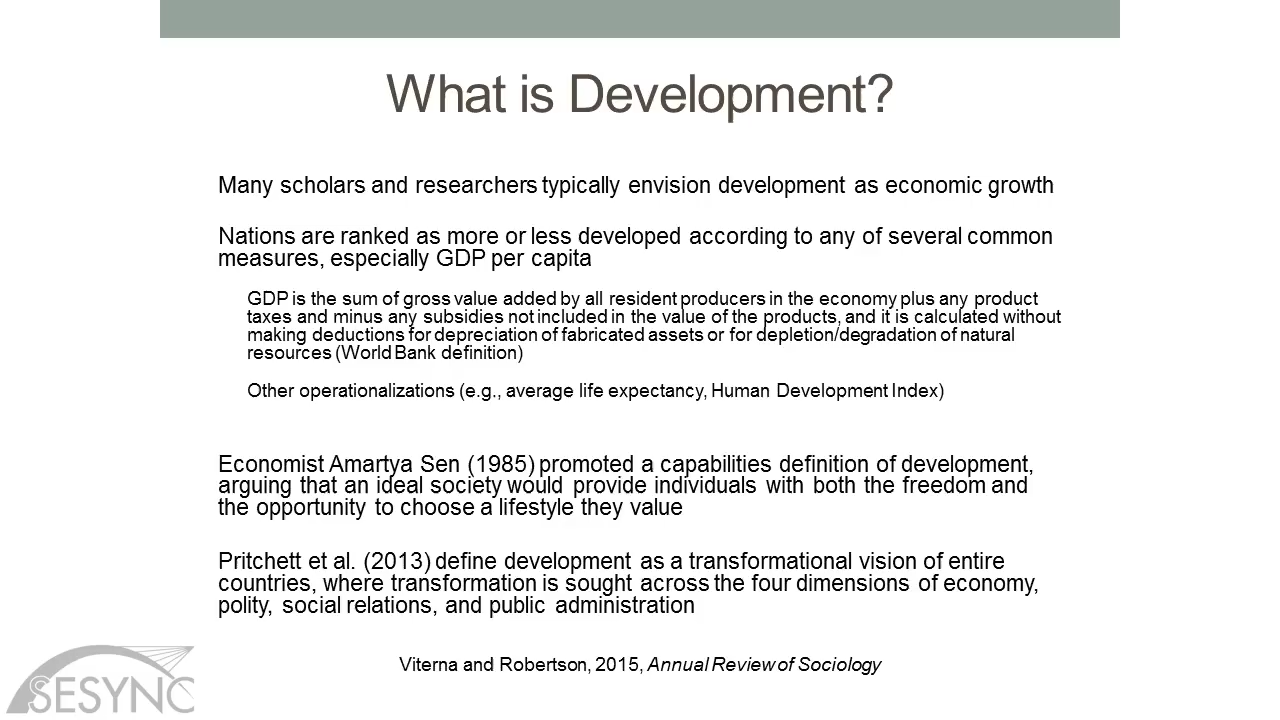 What is Development?
Many scholars and researchers typically envision development as economic growth
Nations are ranked as more or less developed according to any of several common
measures, especially GDP per capita
GDP is the sum of gross value added by all resident producers in the economy plus any product
taxes and minus any subsidies not included in the value of the products, and it is calculated without
making deductions for depreciation of fabricated assets or for depletion/degradation of natural
resources (World Bank definition)
Other operationalizations (e.g., average life expectancy, Human Development Index)
Economist Amartya Sen (1985) promoted a capabilities definition of development,
arguing that an ideal society would provide individuals with both the freedom and
the opportunity to choose a lifestyle they value
Pritchett et al. (2013) define development as a transformational vision of entire
countries, where transformation is sought across the four dimensions of economy,
polity, social relations, and public administration
Viterna and Robertson, 2015, Annual Review of Sociology
SESYNC